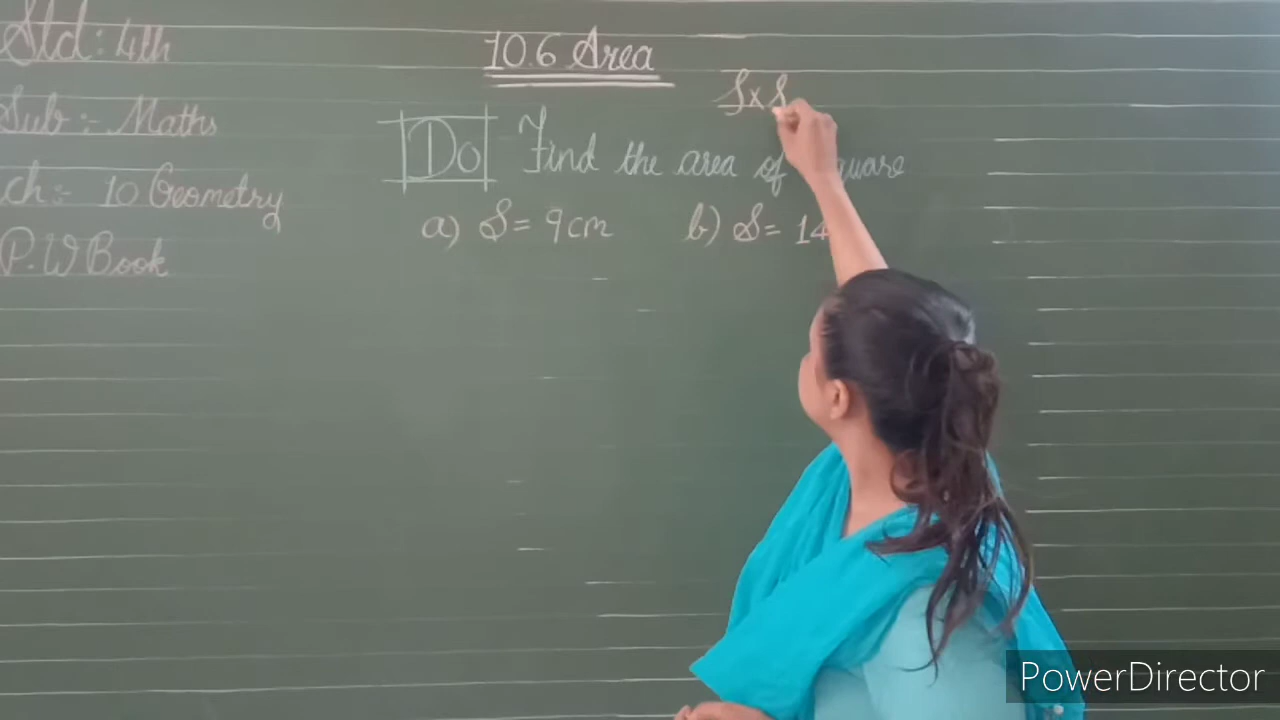 Std: 4th
10.6 Area
S x S
Sub :- Maths
Do Find the area of square
ch:- 10 Geometry
a) S = 9 cm b) S = 14
P.W Book
PowerDirector